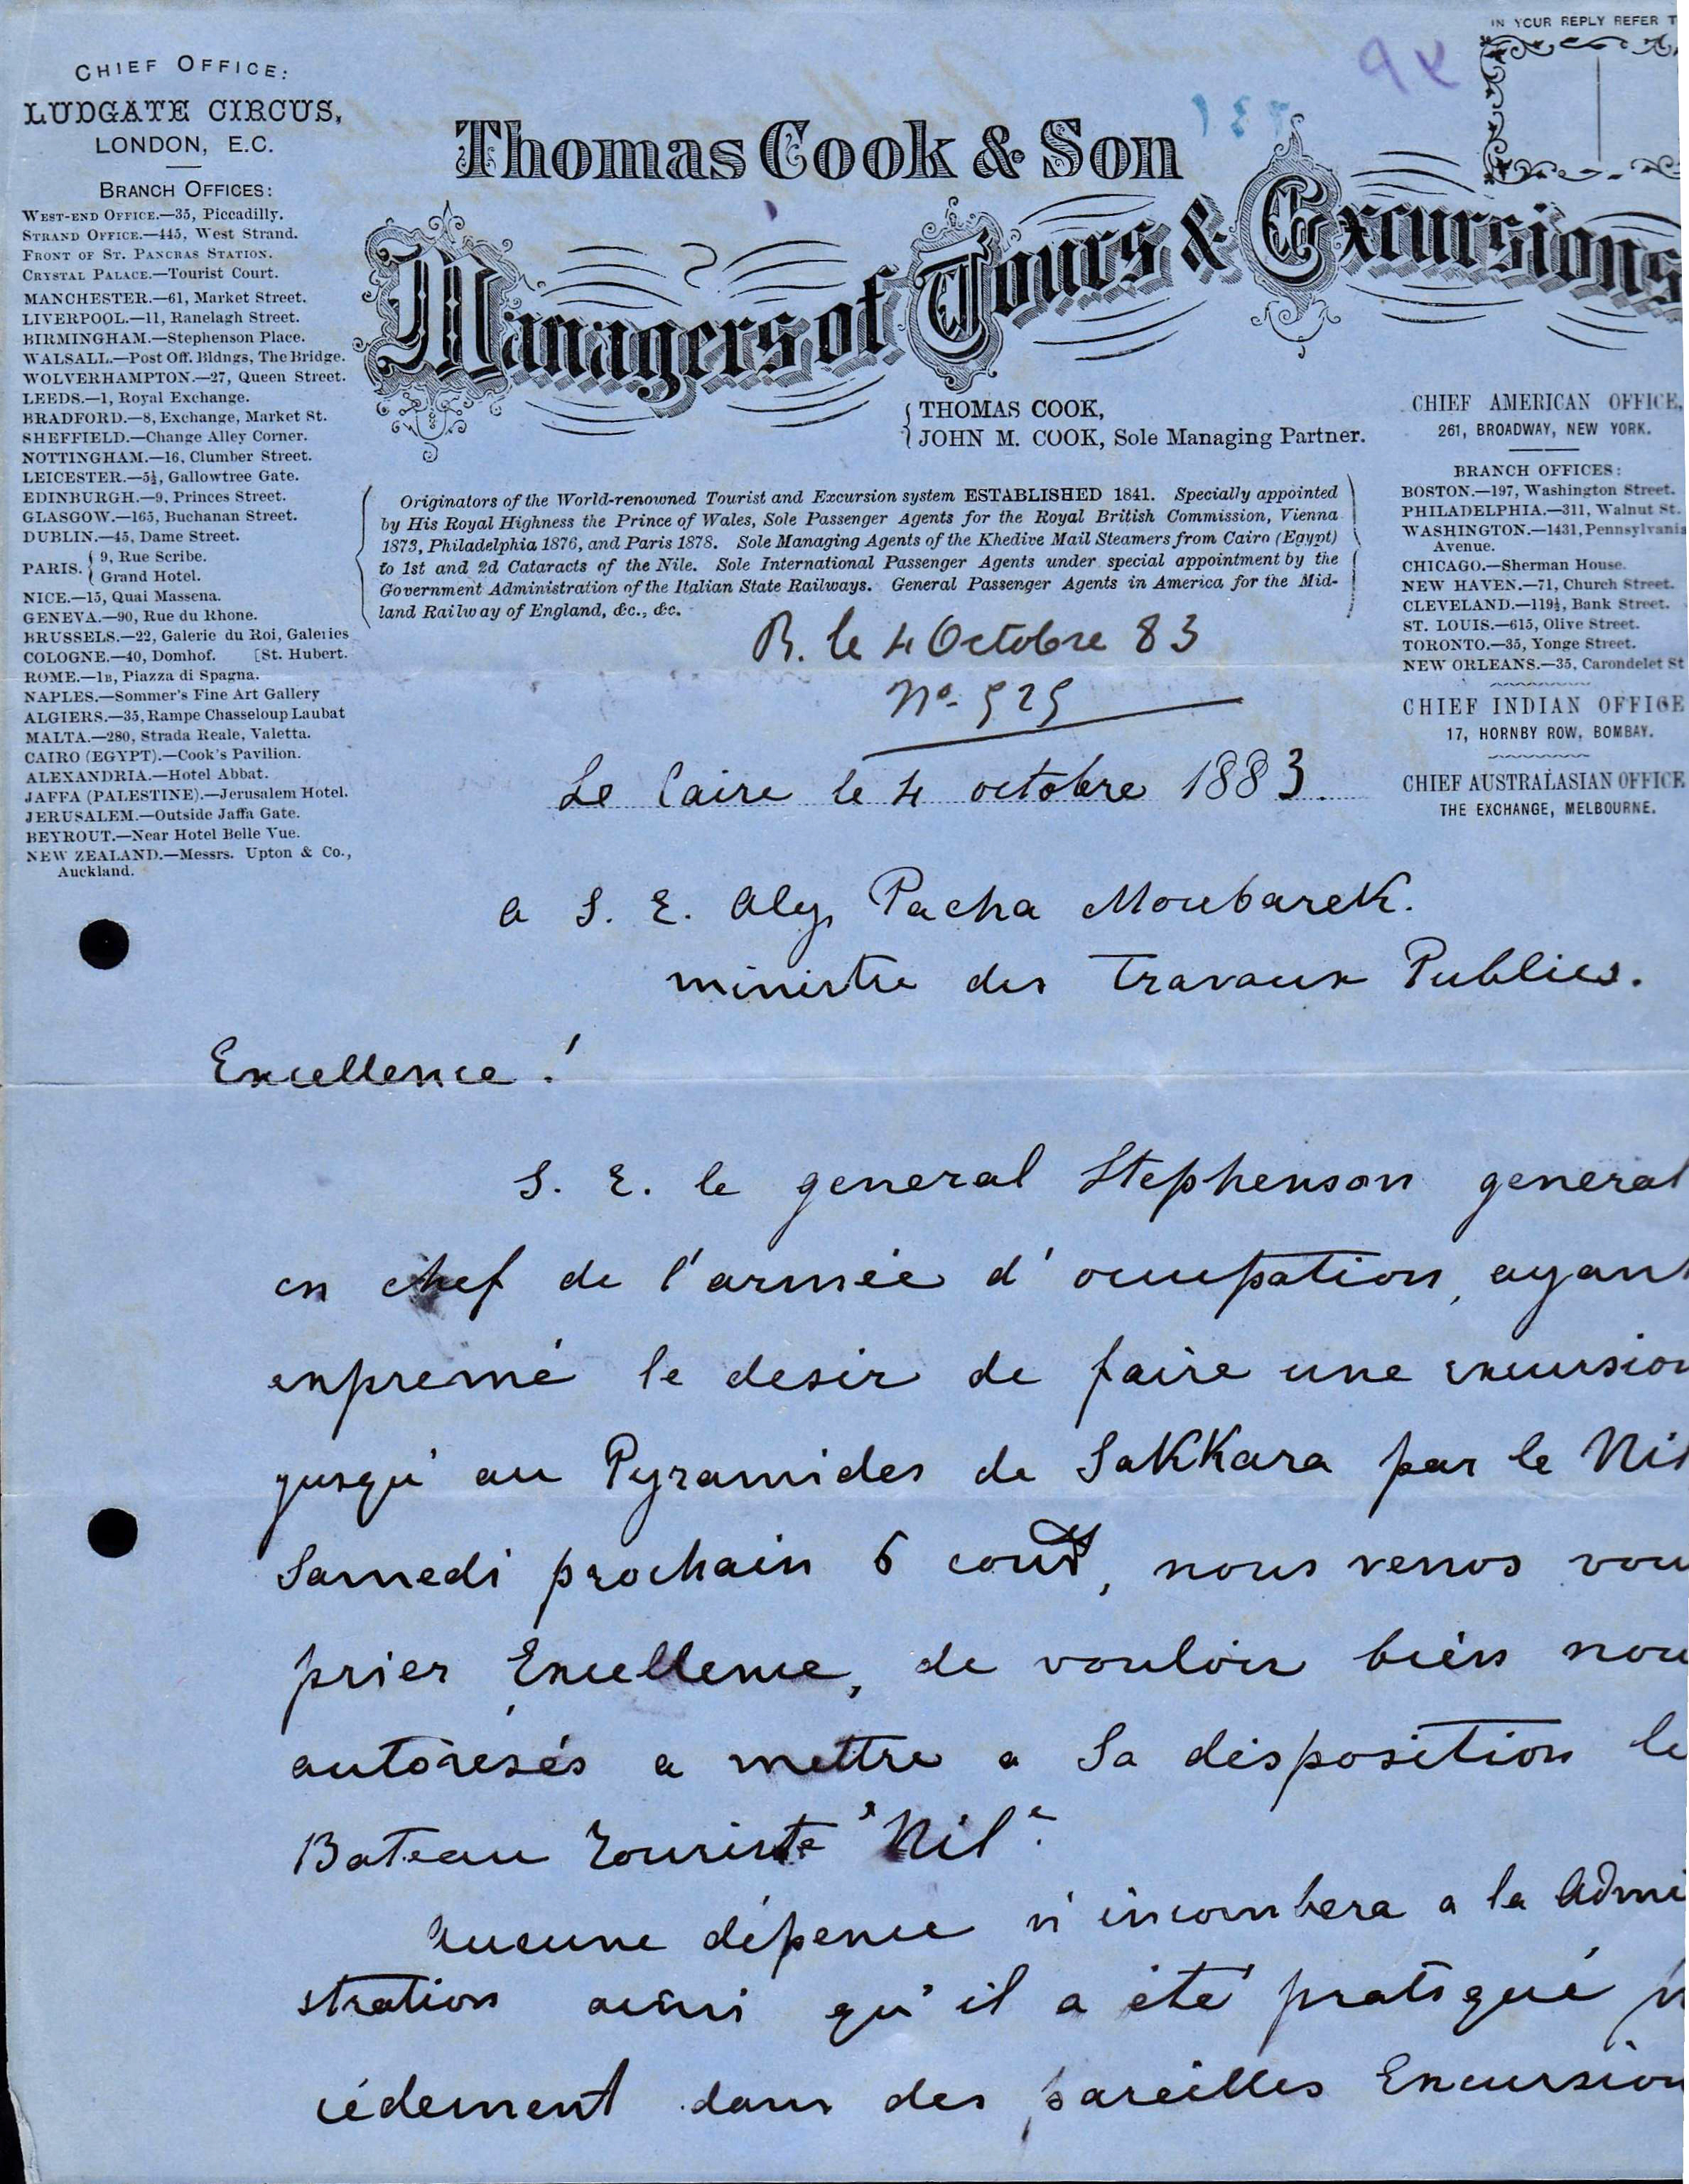 IN YOUR REPLY REFER T
CHIEF OFFICE:
LUDGATE CIRCUS,
LONDON, E.C.
BRANCH OFFICES:
WEST-END OFFICE.—35, Piccadilly.
STRAND OFFICE.—445, West Strand.
FRONT OF ST. PANCRAS STATION.
CRYSTAL PALACE.—Tourist Court.
MANCHESTER.—61, Market Street.
LIVERPOOL.—11, Ranelagh Street.
BIRMINGHAM.—Stephenson Place.
WALSALL.—Post Off. Bldngs, The Bridge.
WOLVERHAMPTON.—27, Queen Street.
LEEDS.—1, Royal Exchange.
BRADFORD.—8, Exchange, Market St.
SHEFFIELD.—Change Alley Corner.
NOTTINGHAM.—16, Clumber Street.
LEICESTER.—5½, Gallowtree Gate.
EDINBURGH.—9, Princes Street.
GLASGOW.—165, Buchanan Street.
DUBLIN.—45, Dame Street.
PARIS. { 9, Rue Scribe.
{ Grand Hotel.
NICE.—15, Quai Massena.
GENEVA.—90, Rue du Rhone.
BRUSSELS.—22, Galerie du Roi, Galeries
COLOGNE.—40, Domhof. [St. Hubert.
ROME.—1B, Piazza di Spagna.
NAPLES.—Sommer's Fine Art Gallery
ALGIERS.—35, Rampe Chasseloup Laubat
MALTA.—280, Strada Reale, Valetta.
CAIRO (EGYPT).—Cook's Pavilion.
ALEXANDRIA.—Hotel Abbat.
JAFFA (PALESTINE).—Jerusalem Hotel.
JERUSALEM.—Outside Jaffa Gate.
BEYROUT.—Near Hotel Belle Vue.
NEW ZEALAND.—Messrs. Upton & Co.,
Auckland.
Thomas Cook & Son
Managers of Tours & Excursions
THOMAS COOK,
JOHN M. COOK, Sole Managing Partner.
Originators of the World-renowned Tourist and Excursion system ESTABLISHED 1841. Specially appointed
by His Royal Highness the Prince of Wales, Sole Passenger Agents for the Royal British Commission, Vienna
1873, Philadelphia 1876, and Paris 1878. Sole Managing Agents of the Khedive Mail Steamers from Cairo (Egypt)
to 1st and 2d Cataracts of the Nile. Sole International Passenger Agents under special appointment by the
Government Administration of the Italian State Railways. General Passenger Agents in America for the Mid-
land Railway of England, &c., &c.
CHIEF AMERICAN OFFICE,
261, BROADWAY, NEW YORK.
BRANCH OFFICES:
BOSTON.—197, Washington Street.
PHILADELPHIA.—311, Walnut St.
WASHINGTON.—1431, Pennsylvania
Avenue.
CHICAGO.—Sherman House.
NEW HAVEN.—71, Church Street.
CLEVELAND.—119½, Bank Street.
ST. LOUIS.—615, Olive Street.
TORONTO.—35, Yonge Street.
NEW ORLEANS.—35, Carondelet St
CHIEF INDIAN OFFICE
17, HORNBY ROW, BOMBAY.
CHIEF AUSTRALASIAN OFFICE
THE EXCHANGE, MELBOURNE.
R. le 4 Octobre 83
No. 525
Le Caire le 4 octobre 1883.
a S. E. Aly Pacha Moubarek.
ministre des Travaux Publics.
Excellence!
S. E. le general Stephenson general
en chef de l'armée d'ocupation, ayant
expremé le desir de faire une excursion
jusqu'au Pyramides de Sakkara par le Nil
Samedi prochain 6 court, nous venos vou
prier Excellence, de vouloir bien nou
autorésés a mettre a Sa désposition le
Bateau Touriste "Nil".
Aucune dépence n'incombera a la Admi
stration ainsi qu'il a été pratiqué p
cédement dans des pareilles Excursion